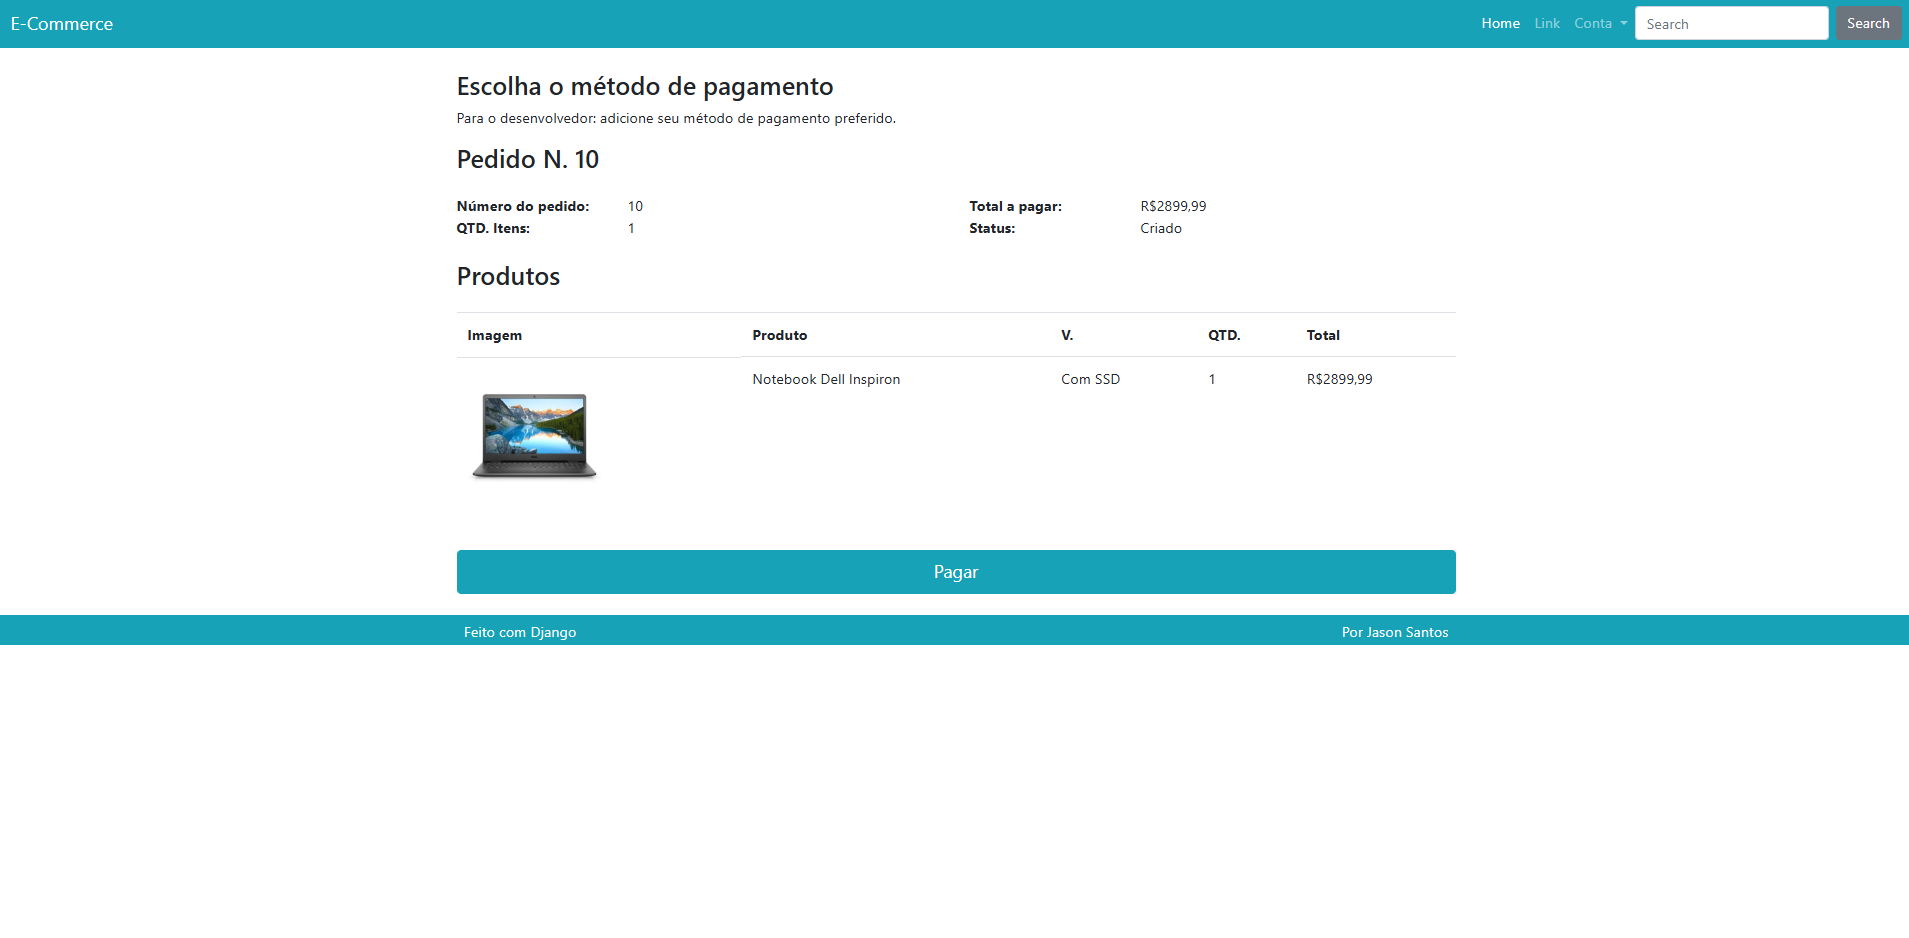 E-Commerce
Home Link Conta Search Search
Escolha o método de pagamento
Para o desenvolvedor: adicione seu método de pagamento preferido.
Pedido N. 10
Número do pedido: 10 Total a pagar: R$2899,99
QTD. Itens: 1 Status: Criado
Produtos
Imagem Produto V. QTD. Total
Notebook Dell Inspiron Com SSD 1 R$2899,99
Pagar
Feito com Django Por Jason Santos